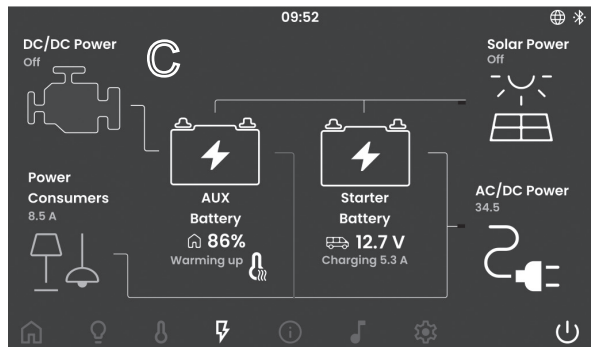 09:52
DC/DC Power
Off
C
Solar Power
Off
Power
Consumers
8.5 A
AUX
Battery
86%
Warming up
Starter
Battery
12.7 V
Charging 5.3 A
AC/DC Power
34.5